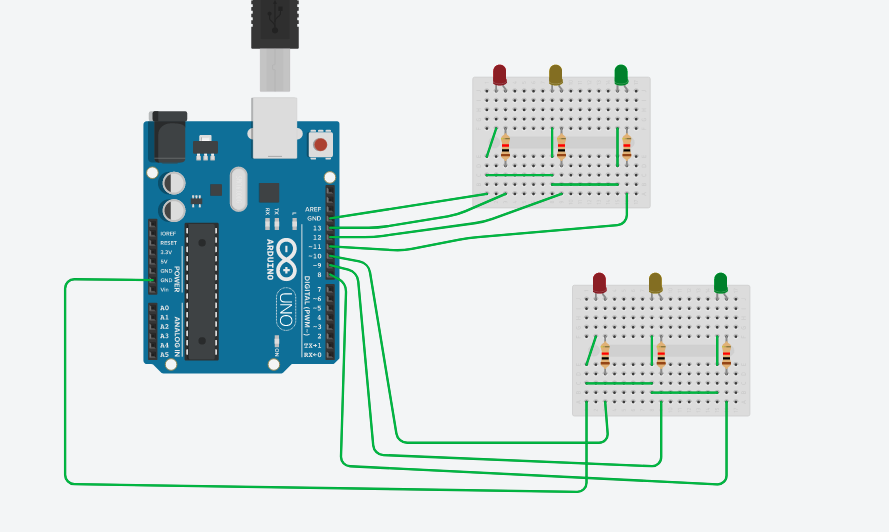 AREF
GND
13
12
~11
~10
~9
8
7
~6
~5
4
~3
2
TX→1
RX←0
RX
TX
L
ARDUINO
UNO
ON
DIGITAL (PWM~)
IOREF
RESET
3.3V
5V
GND
GND
Vin
POWER
A0
A1
A2
A3
A4
A5
ANALOG IN